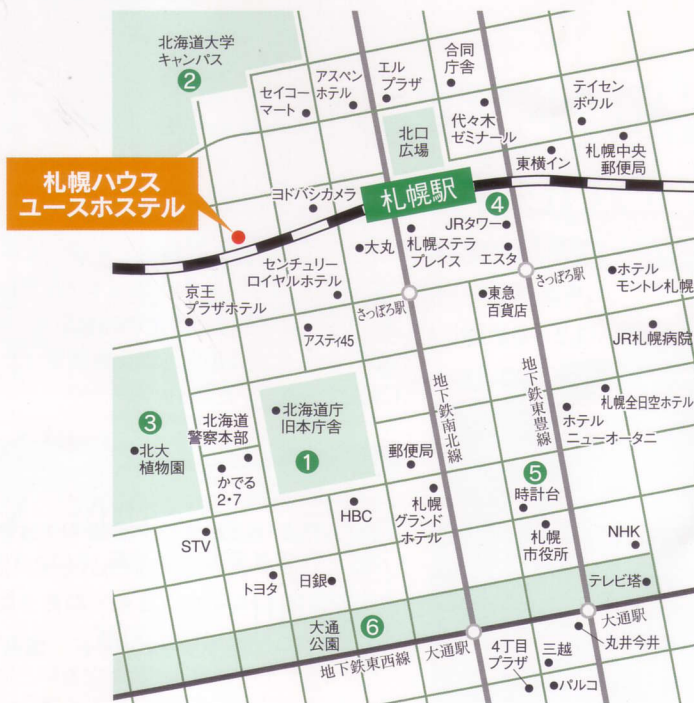 北海道大学
キャンパス
2
セイコー
マート
アスペン
ホテル
エル
プラザ
合同
庁舎
北口
広場
代々木
ゼミナール
テイセン
ボウル
札幌中央
郵便局
東横イン
札幌ハウス
ユースホステル
ヨドバシカメラ
札幌駅
4
JRタワー
大丸
札幌ステラ
プレイス
エスタ
センチュリー
ロイヤルホテル
京王
プラザホテル
アスティ45
さっぽろ駅
さっぽろ駅
東急
百貨店
ホテル
モントレ札幌
JR札幌病院
3
北大
植物園
北海道
警察本部
かでる
2・7
北海道庁
旧本庁舎
1
地下鉄南北線
地下鉄東豊線
札幌全日空ホテル
ホテル
ニューオータニ
郵便局
札幌
グランド
ホテル
5
時計台
札幌
市役所
HBC
STV
トヨタ
日銀
NHK
テレビ塔
大通
公園
6
地下鉄東西線
大通駅
大通駅
丸井今井
4丁目
プラザ
三越
パルコ